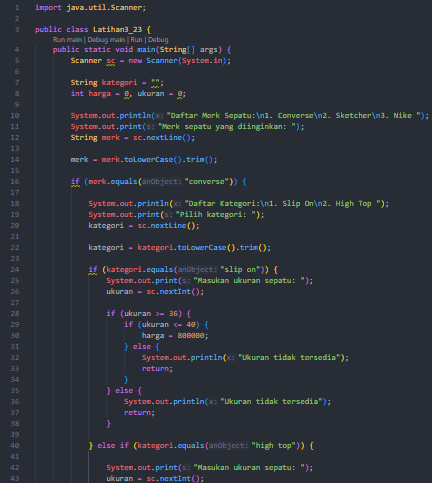 1 import java.util.Scanner;
2
3 public class Latihan3_23 {
Run main | Debug main | Run | Debug
4 public static void main(String[] args) {
5 Scanner sc = new Scanner(System.in);
6
7 String kategori = "";
8 int harga = 0, ukuran = 0;
9
10 System.out.println(x: "Daftar Merk Sepatu:\n1. Converse\n2. Sketcher\n3. Nike ");
11 System.out.print(s: "Merk sepatu yang diinginkan: ");
12 String merk = sc.nextLine();
13
14 merk = merk.toLowerCase().trim();
15
16 if (merk.equals(anObject: "converse")) {
17
18 System.out.println(x: "Daftar Kategori:\n1. Slip On\n2. High Top ");
19 System.out.print(s: "Pilih kategori: ");
20 kategori = sc.nextLine();
21
22 kategori = kategori.toLowerCase().trim();
23
24 if (kategori.equals(anObject: "slip on")) {
25 System.out.print(s: "Masukan ukuran sepatu: ");
26 ukuran = sc.nextInt();
27
28 if (ukuran >= 36) {
29 if (ukuran <= 40) {
30 harga = 800000;
31 } else {
32 System.out.println(x: "Ukuran tidak tersedia");
33 return;
34 }
35 } else {
36 System.out.println(x: "Ukuran tidak tersedia");
37 return;
38 }
39
40 } else if (kategori.equals(anObject: "high top")) {
41
42 System.out.print(s: "Masukan ukuran sepatu: ");
43 ukuran = sc.nextInt();